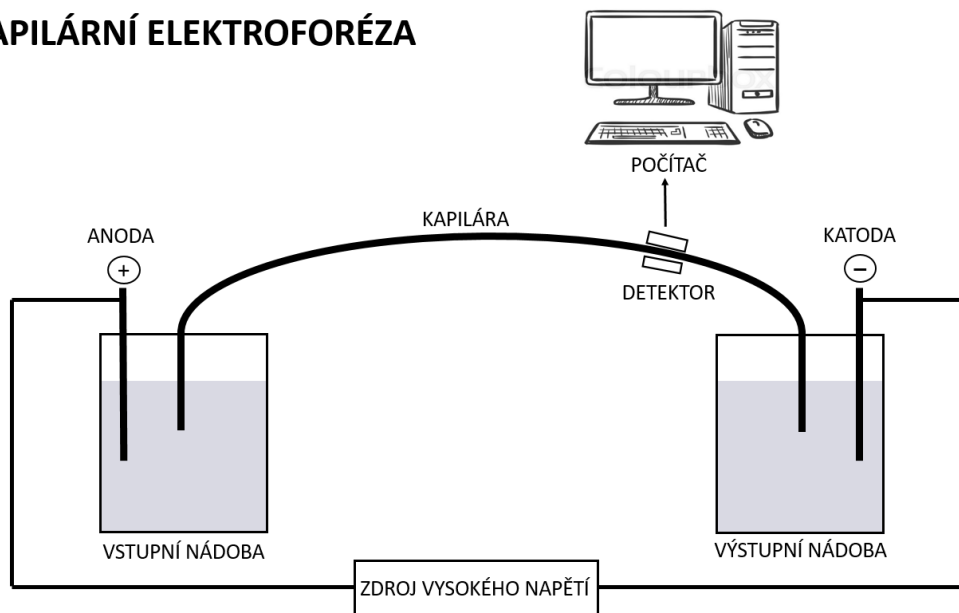 APILÁRNÍ ELEKTROFORÉZA
POČÍTAČ
KAPILÁRA
ANODA
KATODA
+
−
DETEKTOR
VSTUPNÍ NÁDOBA
VÝSTUPNÍ NÁDOBA
ZDROJ VYSOKÉHO NAPĚTÍ